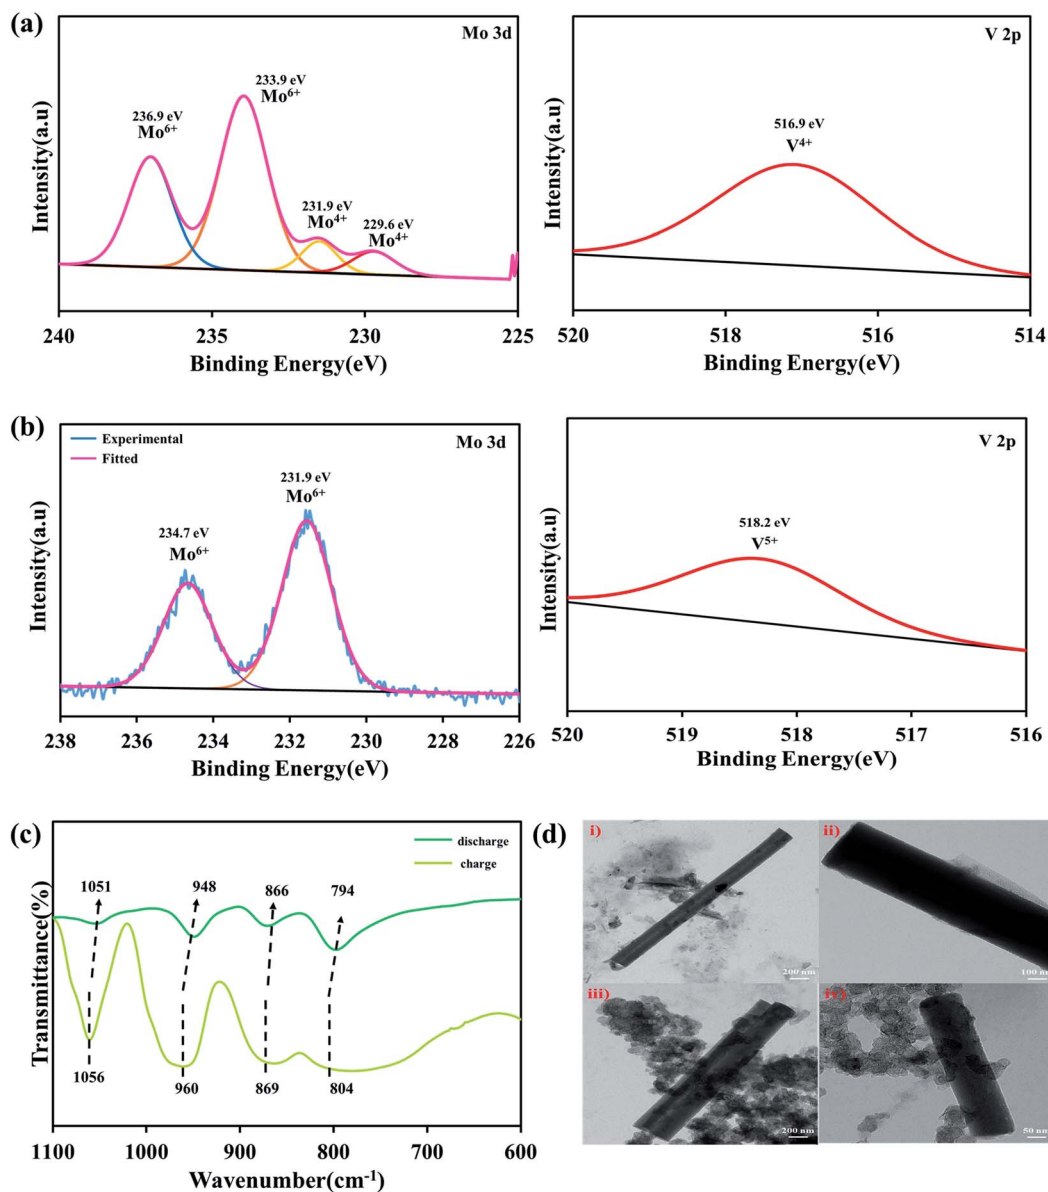 (a)
Mo 3d
233.9 eV
Mo6+
236.9 eV
Mo6+
231.9 eV
Mo4+
229.6 eV
Mo4+
Intensity(a.u)
240
235
230
225
Binding Energy(eV)
V 2p
516.9 eV
V4+
Intensity(a.u)
520
518
516
514
Binding Energy(eV)
(b)
Experimental
Fitted
Mo 3d
231.9 eV
Mo6+
234.7 eV
Mo6+
Intensity(a.u)
238
236
234
232
230
228
226
Binding Energy(eV)
V 2p
518.2 eV
V5+
Intensity(a.u)
520
519
518
517
516
Binding Energy(eV)
(c)
discharge
charge
1051
948
866
794
1056
960
869
804
Transmittance(%)
1100
1000
900
800
700
600
Wavenumber(cm-1)
(d)
i)
200 nm
ii)
100 nm
iii)
200 nm
iv)
50 nm